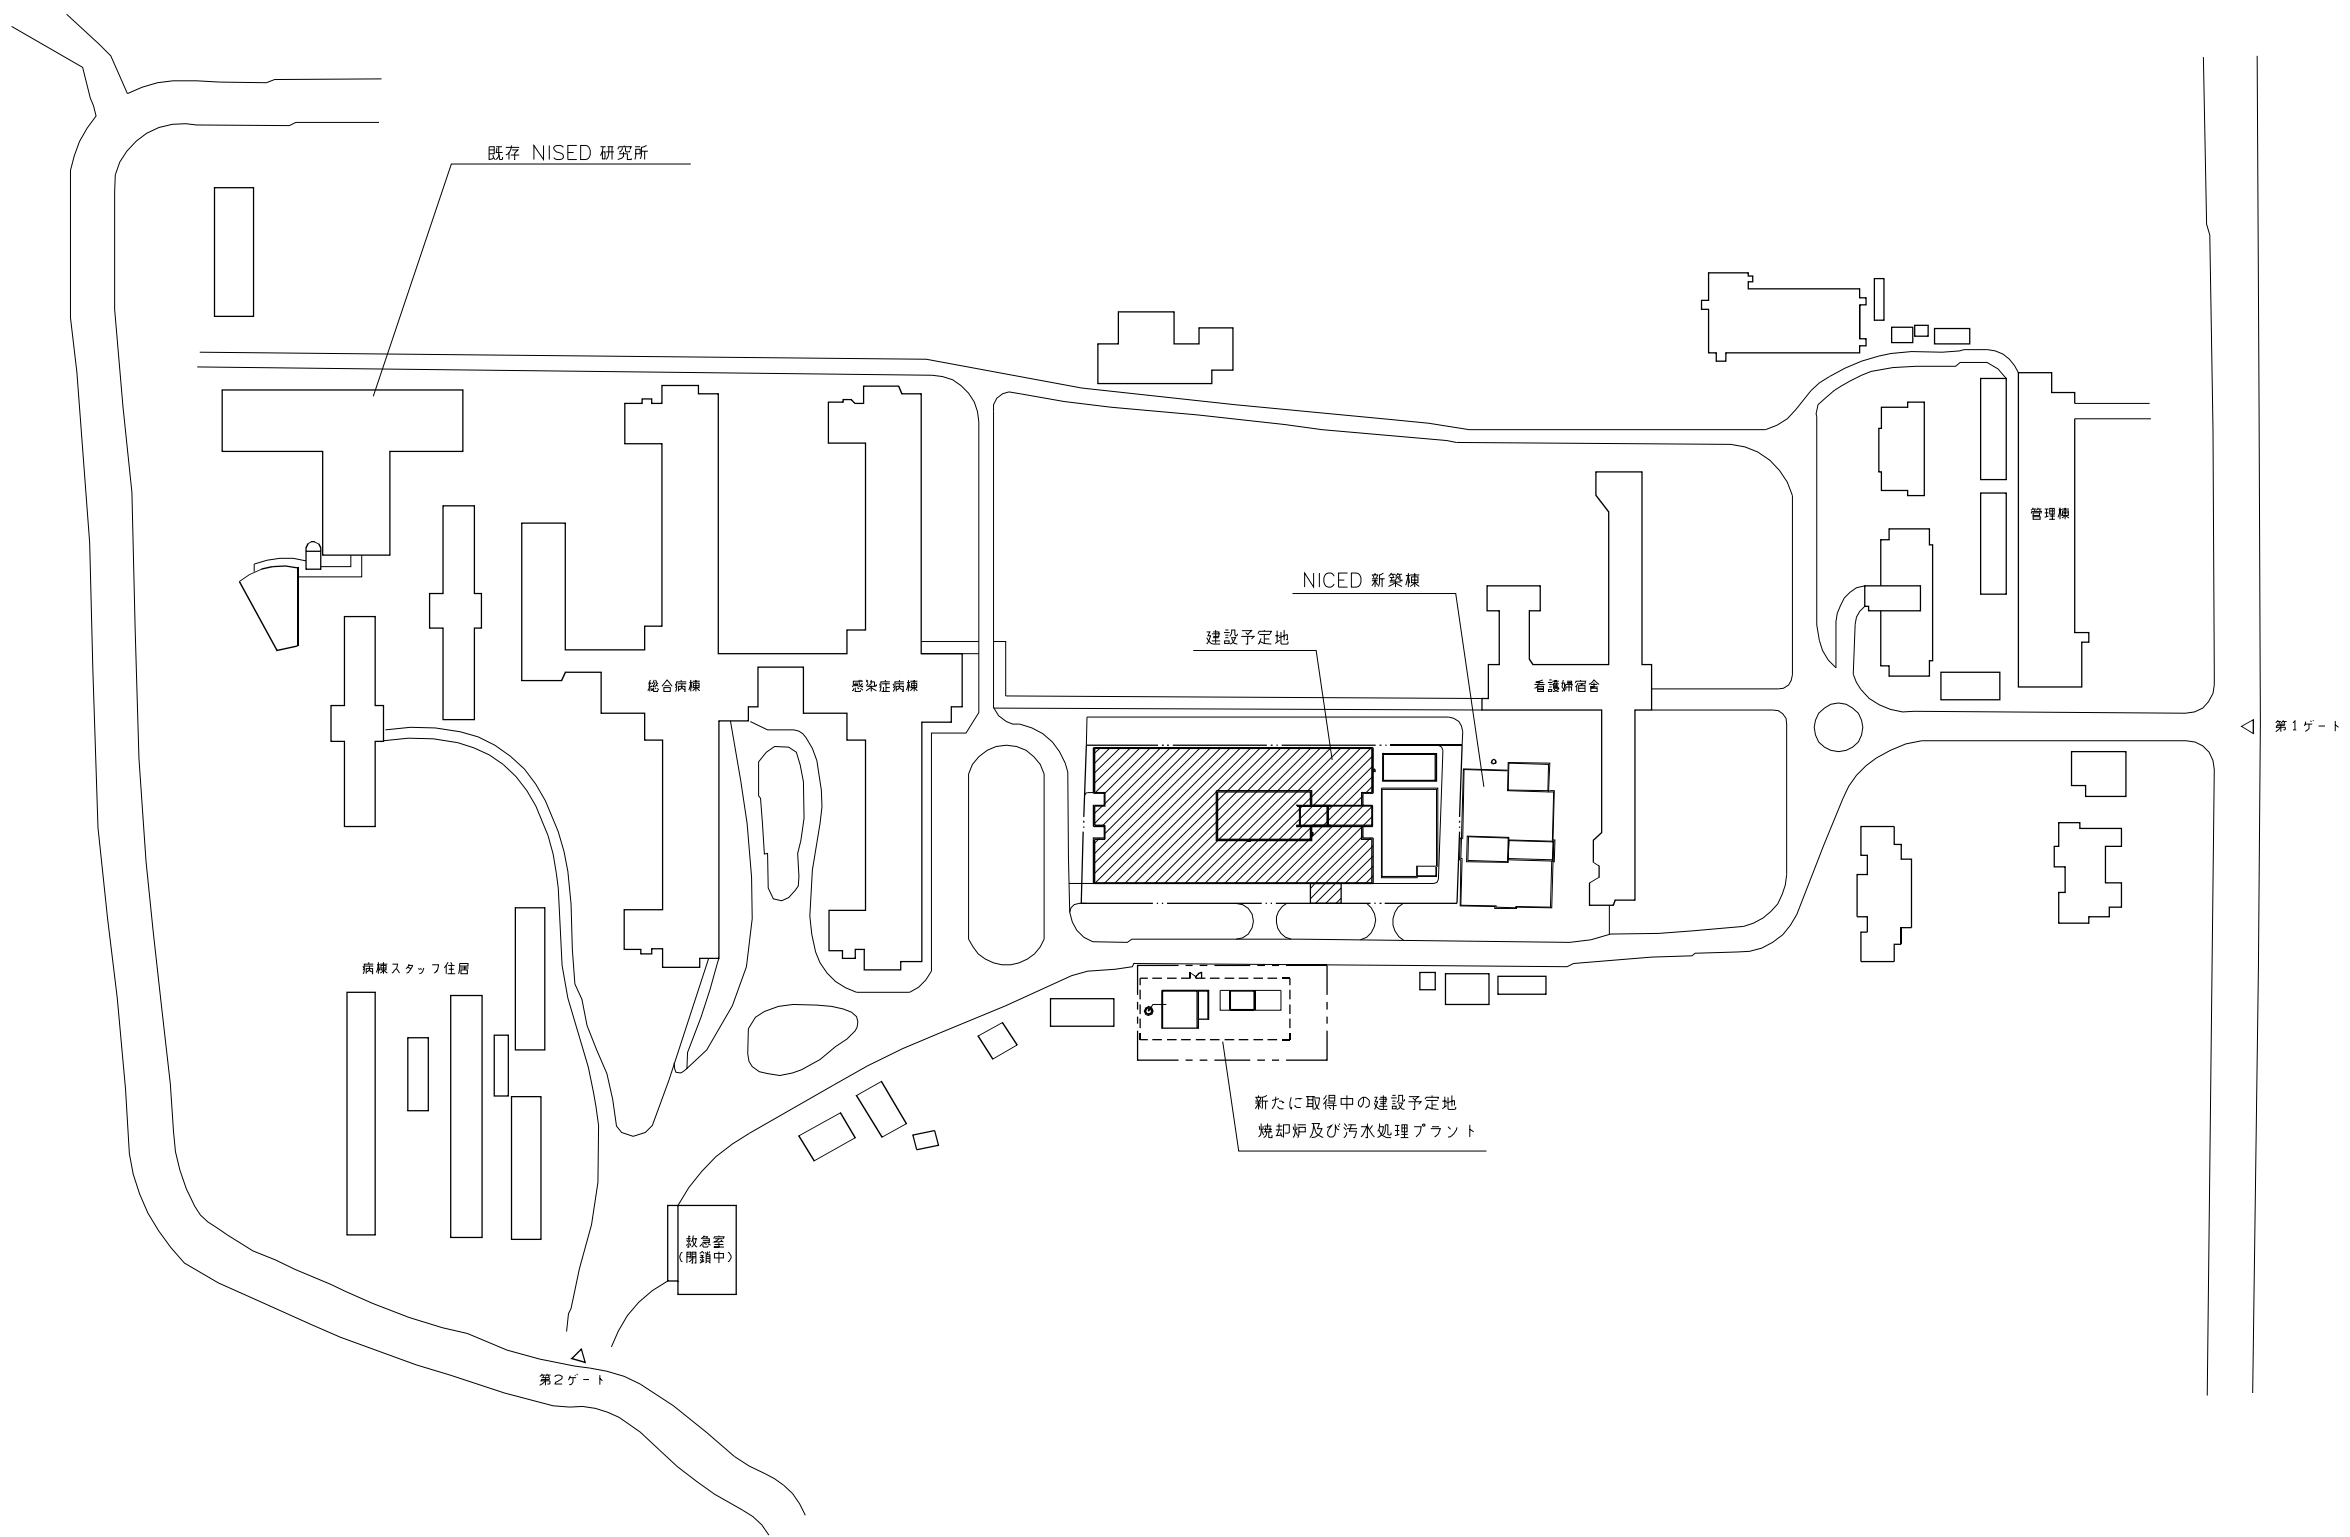 既存 NISED 研究所
管理棟
NICED 新築棟
建設予定地
総合病棟
感染症病棟
看護婦宿舎
第1ゲート
病棟スタッフ住居
新たに取得中の建設予定地
焼却炉及び汚水処理プラント
救急室
(閉鎖中)
第2ゲート